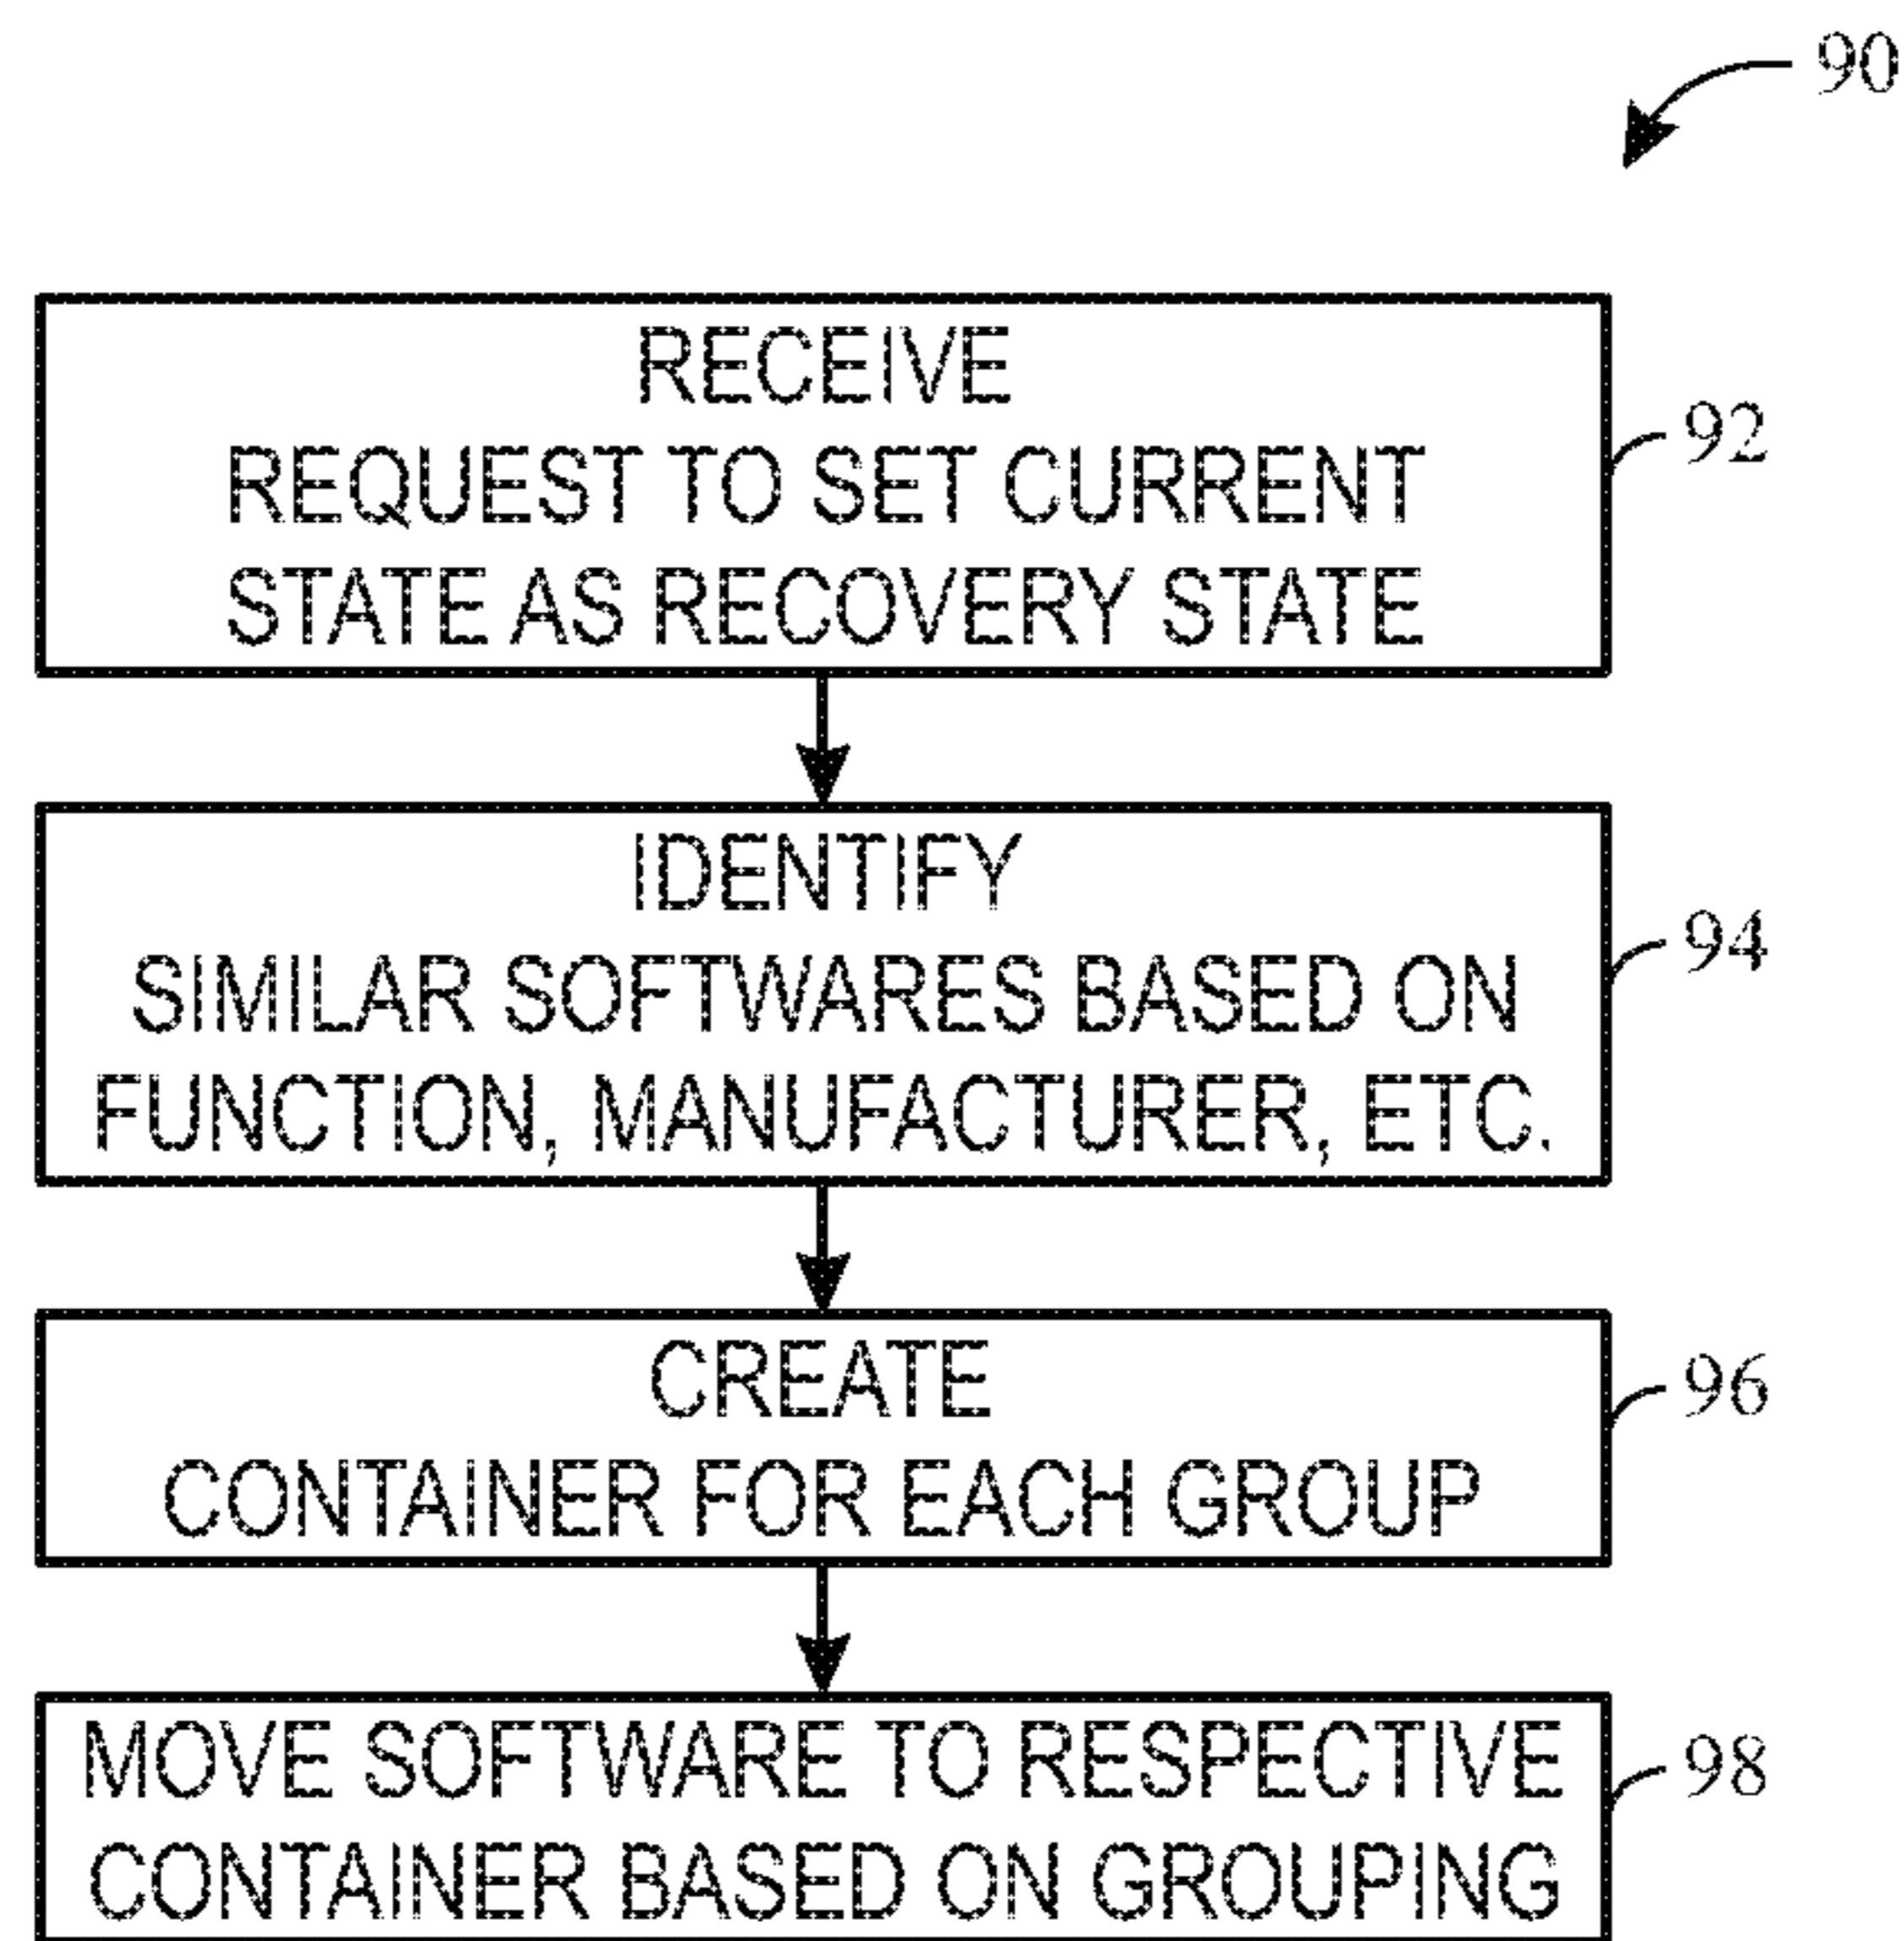 90
RECEIVE
REQUEST TO SET CURRENT
STATE AS RECOVERY STATE
92
IDENTIFY
SIMILAR SOFTWARES BASED ON
FUNCTION, MANUFACTURER, ETC.
94
CREATE
CONTAINER FOR EACH GROUP
96
MOVE SOFTWARE TO RESPECTIVE
CONTAINER BASED ON GROUPING
98